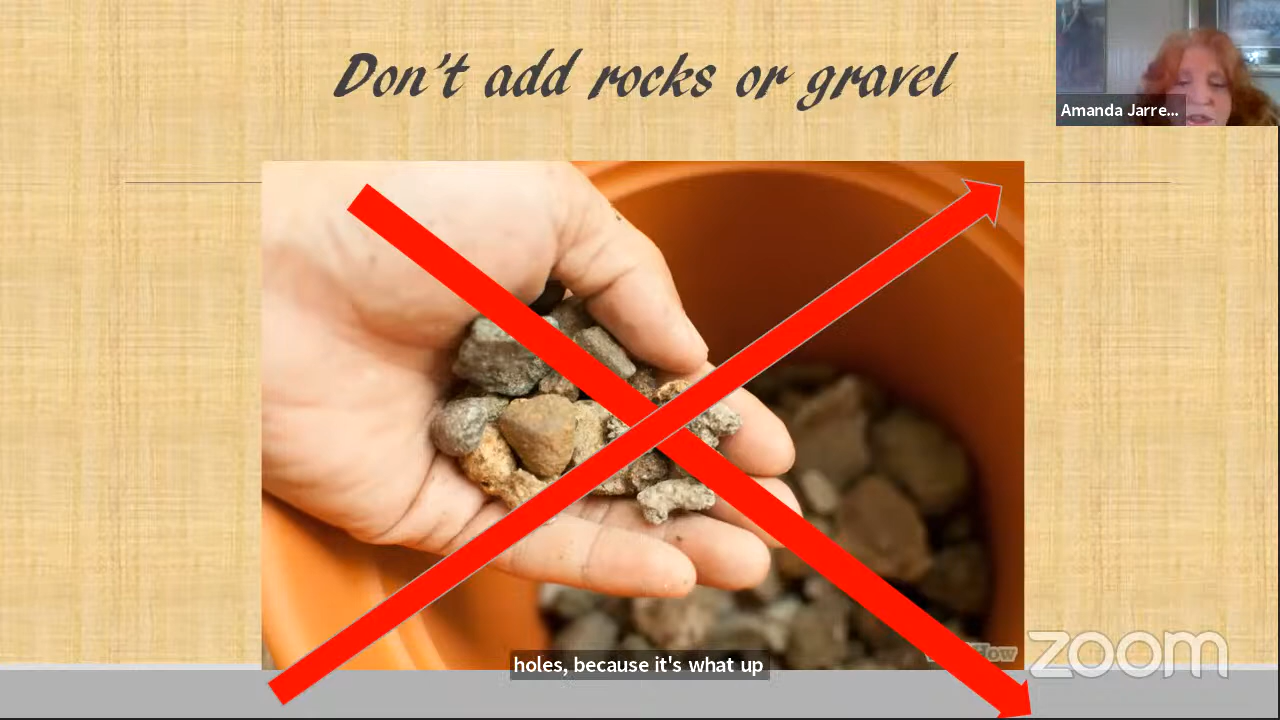 Don't add rocks or gravel
Amanda Jarre...
holes, because it's what up
zoom